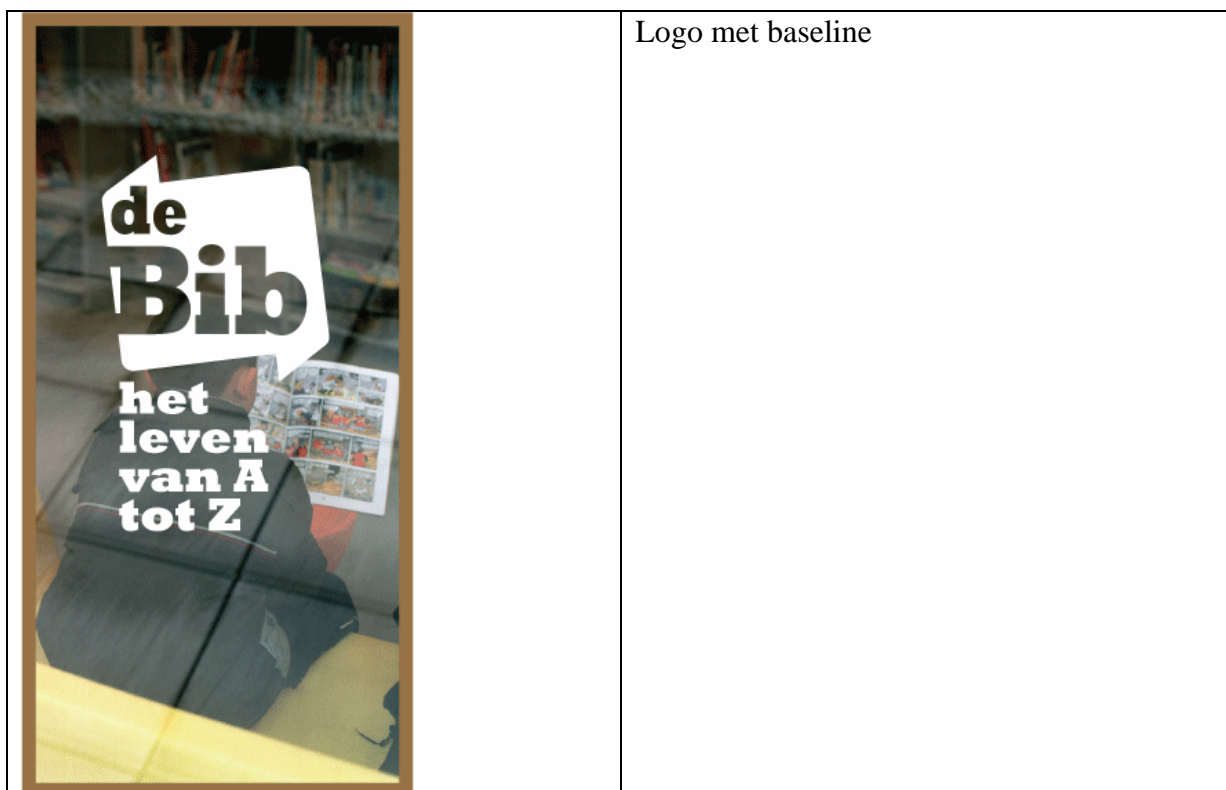 de
Bib
het
leven
van A
tot Z
Logo met baseline